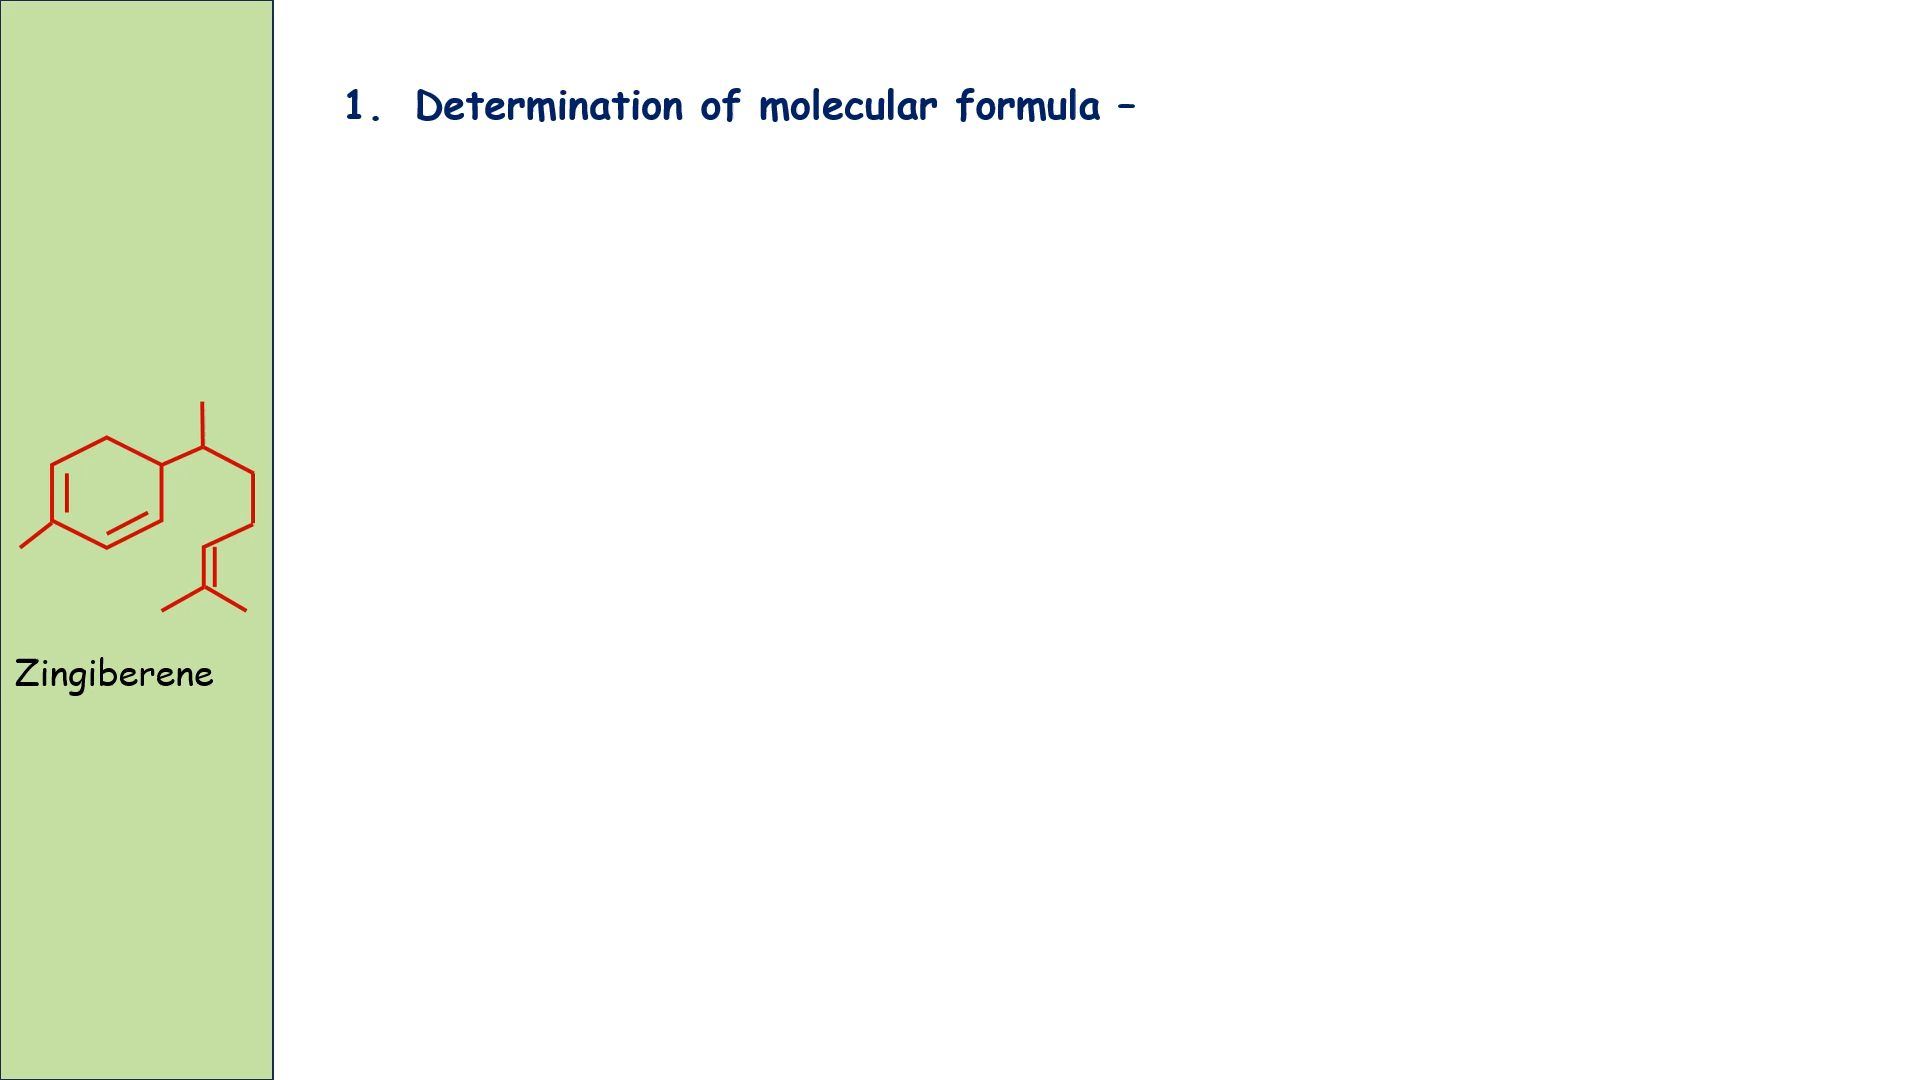 1. Determination of molecular formula –
Zingiberene